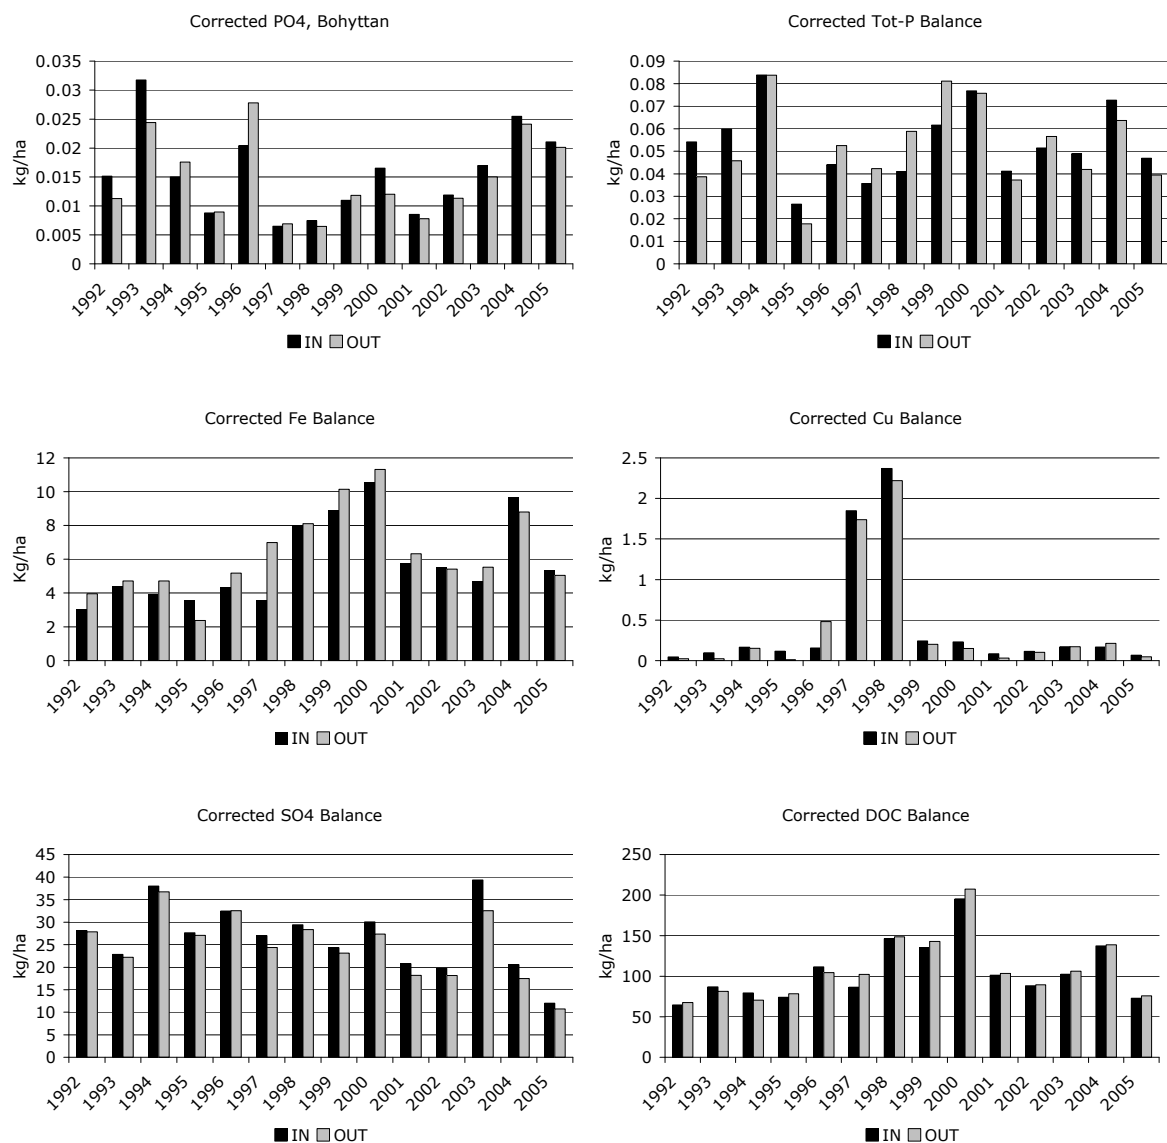 Corrected PO4, Bohyttan
kg/ha
0.035
0.03
0.025
0.02
0.015
0.01
0.005
0
1992 1993 1994 1995 1996 1997 1998 1999 2000 2001 2002 2003 2004 2005
IN OUT
Corrected Tot-P Balance
kg/ha
0.09
0.08
0.07
0.06
0.05
0.04
0.03
0.02
0.01
0
1992 1993 1994 1995 1996 1997 1998 1999 2000 2001 2002 2003 2004 2005
IN OUT
Corrected Fe Balance
Kg/ha
12
10
8
6
4
2
0
1992 1993 1994 1995 1996 1997 1998 1999 2000 2001 2002 2003 2004 2005
IN OUT
Corrected Cu Balance
kg/ha
2.5
2
1.5
1
0.5
0
1992 1993 1994 1995 1996 1997 1998 1999 2000 2001 2002 2003 2004 2005
IN OUT
Corrected SO4 Balance
kg/ha
45
40
35
30
25
20
15
10
5
0
1992 1993 1994 1995 1996 1997 1998 1999 2000 2001 2002 2003 2004 2005
IN OUT
Corrected DOC Balance
kg/ha
250
200
150
100
50
0
1992 1993 1994 1995 1996 1997 1998 1999 2000 2001 2002 2003 2004 2005
IN OUT